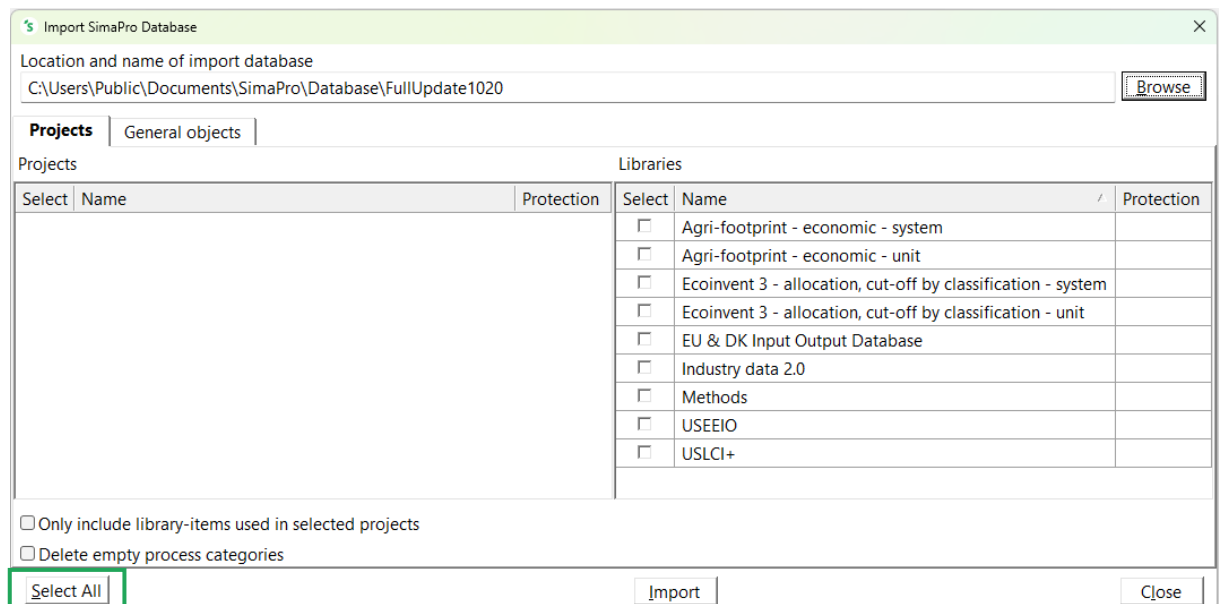 Import SimaPro Database
Location and name of import database
C:\Users\Public\Documents\SimaPro\Database\FullUpdate1020
Browse
Projects
General objects
Projects
Select
Name
Protection
Libraries
Select
Name
Protection
Agri-footprint - economic - system
Agri-footprint - economic - unit
Ecoinvent 3 - allocation, cut-off by classification - system
Ecoinvent 3 - allocation, cut-off by classification - unit
EU & DK Input Output Database
Industry data 2.0
Methods
USEEIO
USLCI+
Only include library-items used in selected projects
Delete empty process categories
Select All
Import
Close